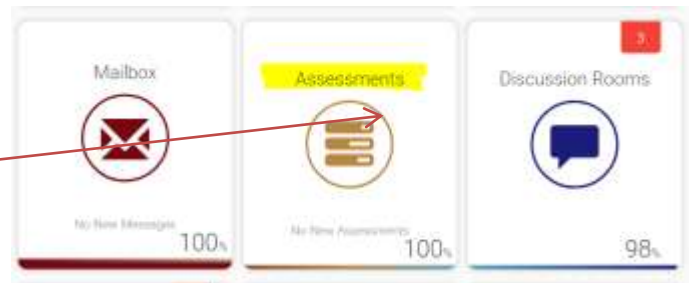 3
Mailbox
Assessments
Discussion Rooms
No New Messages
No New Assessments
100%
100%
98%